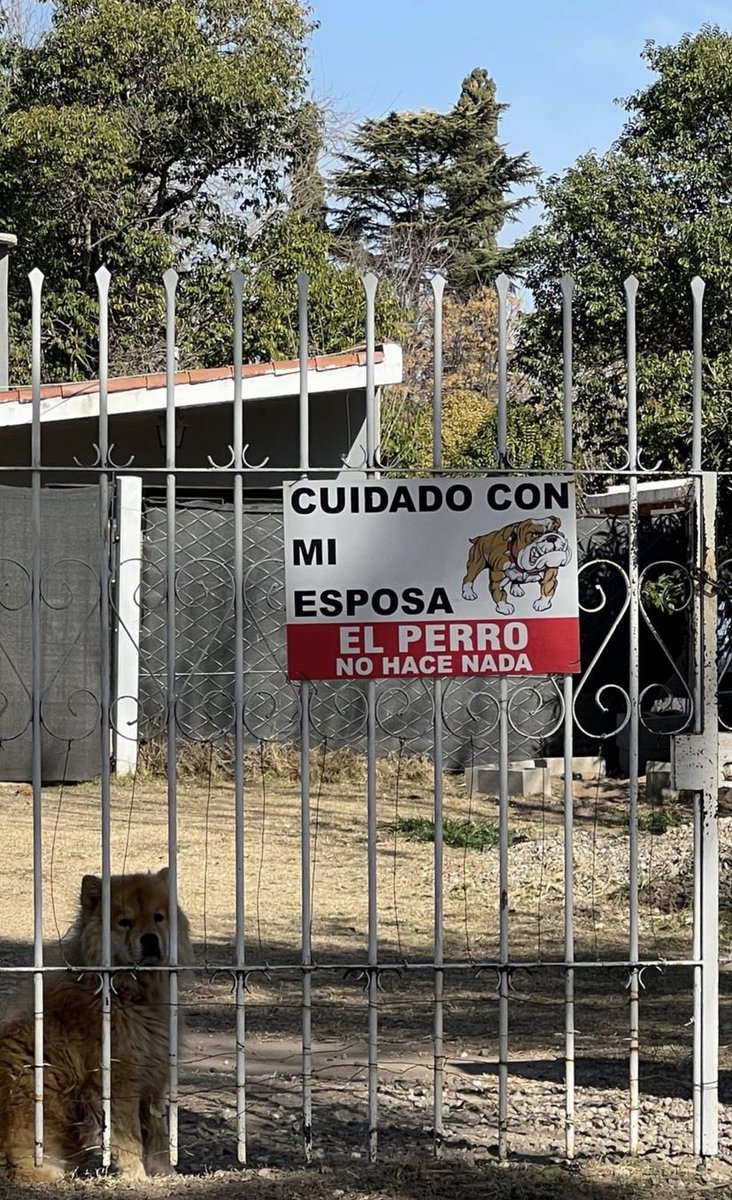 CUIDADO CON
MI
ESPOSA
EL PERRO
NO HACE NADA